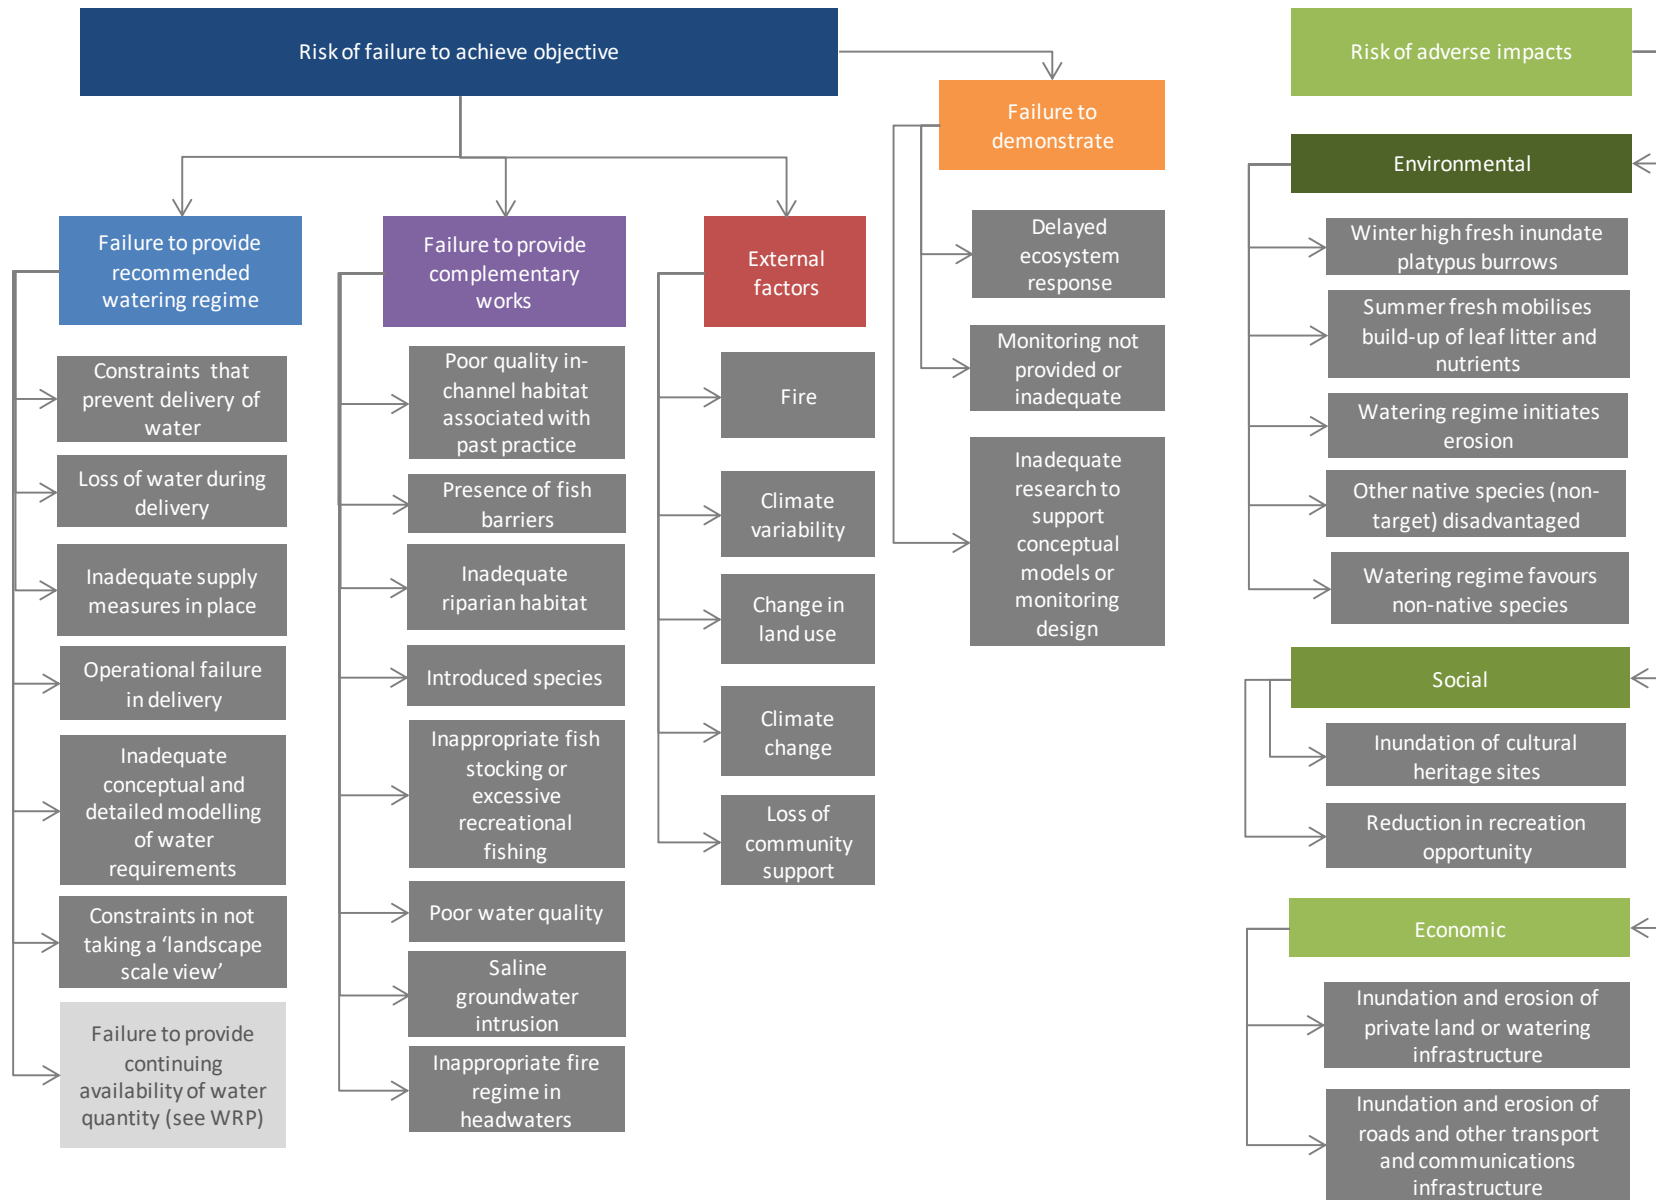 Risk of failure to achieve objective
Failure to provide
recommended
watering regime
Constraints that
prevent delivery of
water
Loss of water during
delivery
Inadequate supply
measures in place
Operational failure
in delivery
Inadequate
conceptual and
detailed modelling
of water
requirements
Constraints in not
taking a ‘landscape
scale view’
Failure to provide
continuing
availability of water
quantity (see WRP)
Failure to provide
complementary
works
Poor quality in-
channel habitat
associated with
past practice
Presence of fish
barriers
Inadequate
riparian habitat
Introduced species
Inappropriate fish
stocking or
excessive
recreational
fishing
Poor water quality
Saline
groundwater
intrusion
Inappropriate fire
regime in
headwaters
External
factors
Fire
Climate
variability
Change in
land use
Climate
change
Loss of
community
support
Failure to
demonstrate
Delayed
ecosystem
response
Monitoring not
provided or
inadequate
Inadequate
research to
support
conceptual
models or
monitoring
design
Risk of adverse impacts
Environmental
Winter high fresh inundate
platypus burrows
Summer fresh mobilises
build-up of leaf litter and
nutrients
Watering regime initiates
erosion
Other native species (non-
target) disadvantaged
Watering regime favours
non-native species
Social
Inundation of cultural
heritage sites
Reduction in recreation
opportunity
Economic
Inundation and erosion of
private land or watering
infrastructure
Inundation and erosion of
roads and other transport
and communications
infrastructure